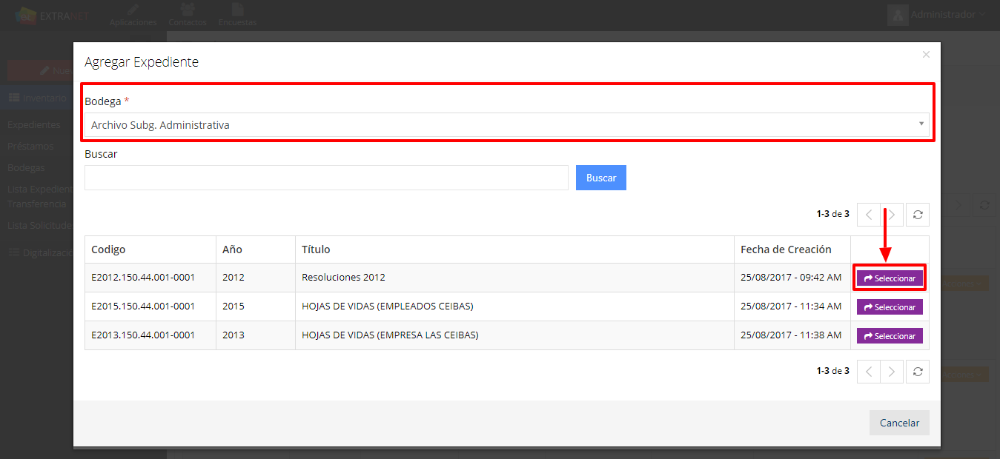 EXTRANET
Aplicaciones Contactos Encuestas
Administrador
Agregar Expediente
Nuev
Bodega *
Inventario
Archivo Subg. Administrativa
Expedientes
Préstamos
Buscar
Bodegas
Buscar
Lista Expedient
Transferencia
1-3 de 3
Lista Solicitude
Codigo Año Título Fecha de Creación
Digitalizació
E2012.150.44.001-0001 2012 Resoluciones 2012 25/08/2017 - 09:42 AM Seleccionar
E2015.150.44.001-0001 2015 HOJAS DE VIDAS (EMPLEADOS CEIBAS) 25/08/2017 - 11:34 AM Seleccionar
E2013.150.44.001-0001 2013 HOJAS DE VIDAS (EMPRESA LAS CEIBAS) 25/08/2017 - 11:38 AM Seleccionar
1-3 de 3
Cancelar